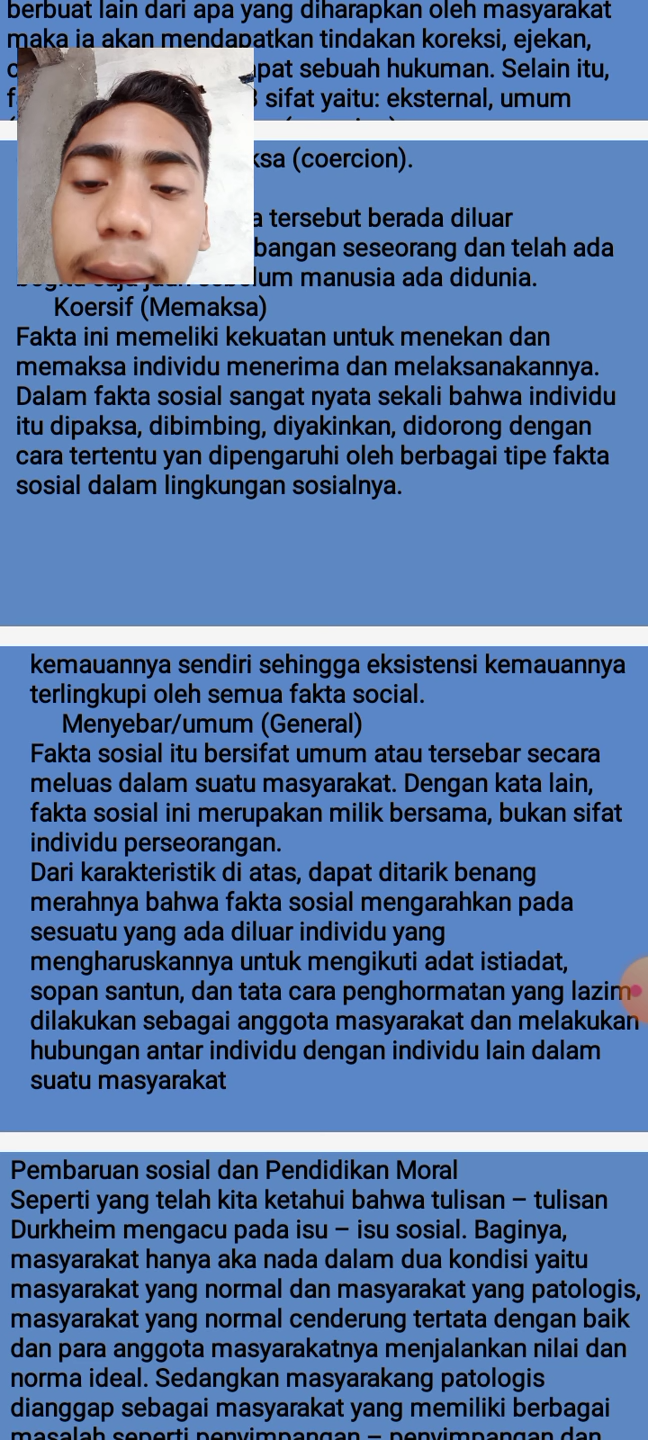 berbuat lain dari apa yang diharapkan oleh masyarakat
maka ia akan mendapatkan tindakan koreksi, ejekan,
sebuah hukuman. Selain itu,
sifat yaitu: eksternal, umum
(coercion).
tersebut berada diluar
seseorang dan telah ada
manusia ada didunia.
Koersif (Memaksa)
Fakta ini memeliki kekuatan untuk menekan dan
memaksa individu menerima dan melaksanakannya.
Dalam fakta sosial sangat nyata sekali bahwa individu
itu dipaksa, dibimbing, diyakinkan, didorong dengan
cara tertentu yan dipengaruhi oleh berbagai tipe fakta
sosial dalam lingkungan sosialnya.
kemauannya sendiri sehingga eksistensi kemauannya
terlingkupi oleh semua fakta social.
Menyebar/umum (General)
Fakta sosial itu bersifat umum atau tersebar secara
meluas dalam suatu masyarakat. Dengan kata lain,
fakta sosial ini merupakan milik bersama, bukan sifat
individu perseorangan.
Dari karakteristik di atas, dapat ditarik benang
merahnya bahwa fakta sosial mengarahkan pada
sesuatu yang ada diluar individu yang
mengharuskannya untuk mengikuti adat istiadat,
sopan santun, dan tata cara penghormatan yang lazim
dilakukan sebagai anggota masyarakat dan melakukan
hubungan antar individu dengan individu lain dalam
suatu masyarakat
Pembaruan sosial dan Pendidikan Moral
Seperti yang telah kita ketahui bahwa tulisan – tulisan
Durkheim mengacu pada isu – isu sosial. Baginya,
masyarakat hanya aka nada dalam dua kondisi yaitu
masyarakat yang normal dan masyarakat yang patologis,
masyarakat yang normal cenderung tertata dengan baik
dan para anggota masyarakatnya menjalankan nilai dan
norma ideal. Sedangkan masyarakang patologis
dianggap sebagai masyarakat yang memiliki berbagai
masalah seperti penyimpangan – penyimpangan dan